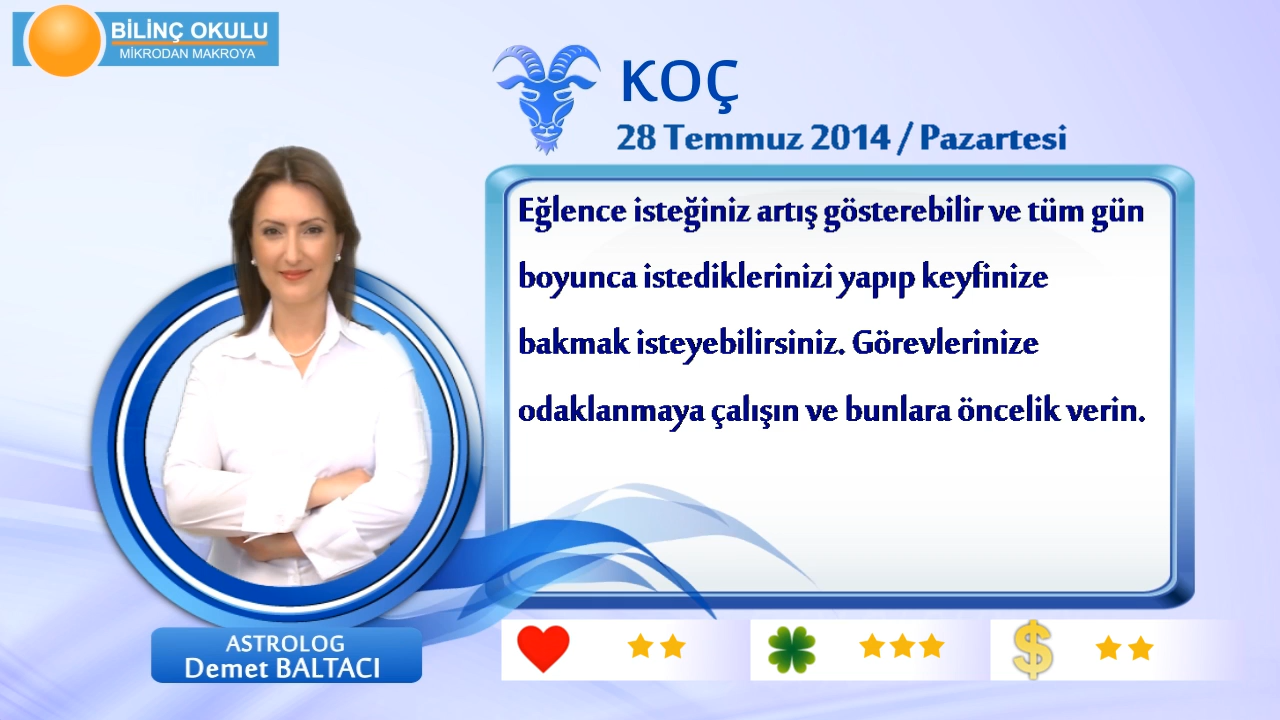 BİLİNÇ OKULU
MİKRODAN MAKROYA
KOÇ
28 Temmuz 2014 / Pazartesi
Eğlence isteğiniz artış gösterebilir ve tüm gün
boyunca istediklerinizi yapıp keyfinize
bakmak isteyebilirsiniz. Görevlerinize
odaklanmaya çalışın ve bunlara öncelik verin.
ASTROLOG
Demet BALTACI
$